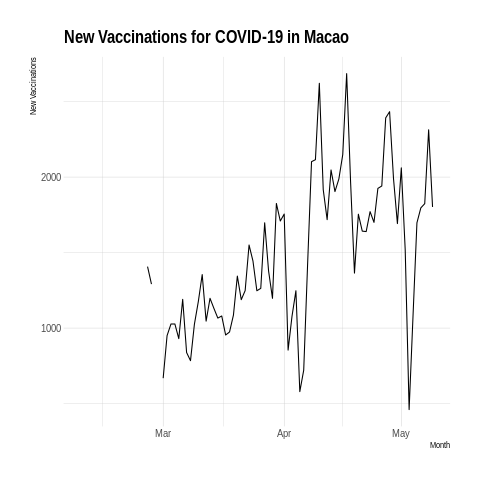 New Vaccinations for COVID-19 in Macao
New Vaccinations
2000
1000
Mar Apr May
Month